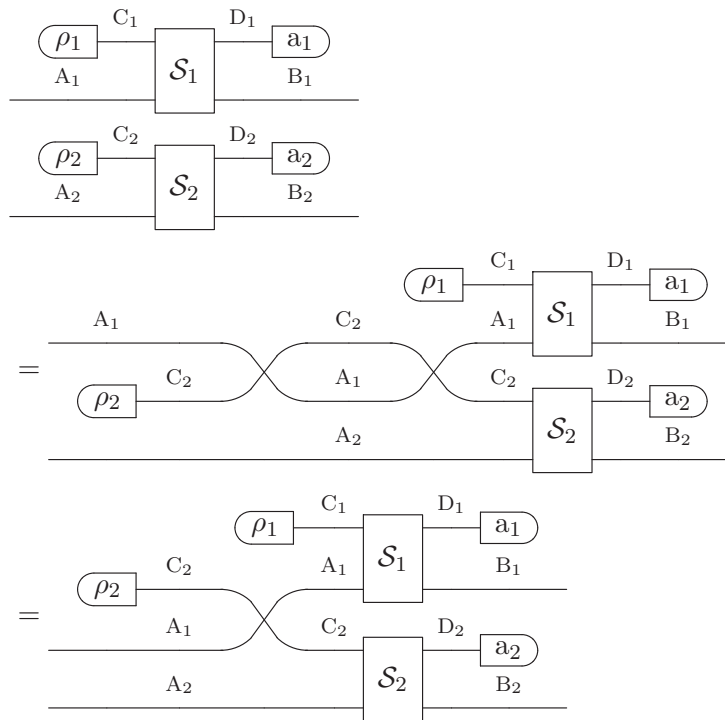 C₁ D₁
ρ₁ 𝒮₁ a₁
A₁ B₁
C₂ D₂
ρ₂ 𝒮₂ a₂
A₂ B₂
C₁ D₁
ρ₁ 𝒮₁ a₁
A₁ C₂ A₁ B₁
=
C₂ A₁ C₂ D₂
ρ₂ 𝒮₂ a₂
A₂ B₂
C₁ D₁
ρ₁ 𝒮₁ a₁
C₂ A₁ B₁
ρ₂
=
A₁ C₂ D₂
𝒮₂ a₂
A₂ B₂